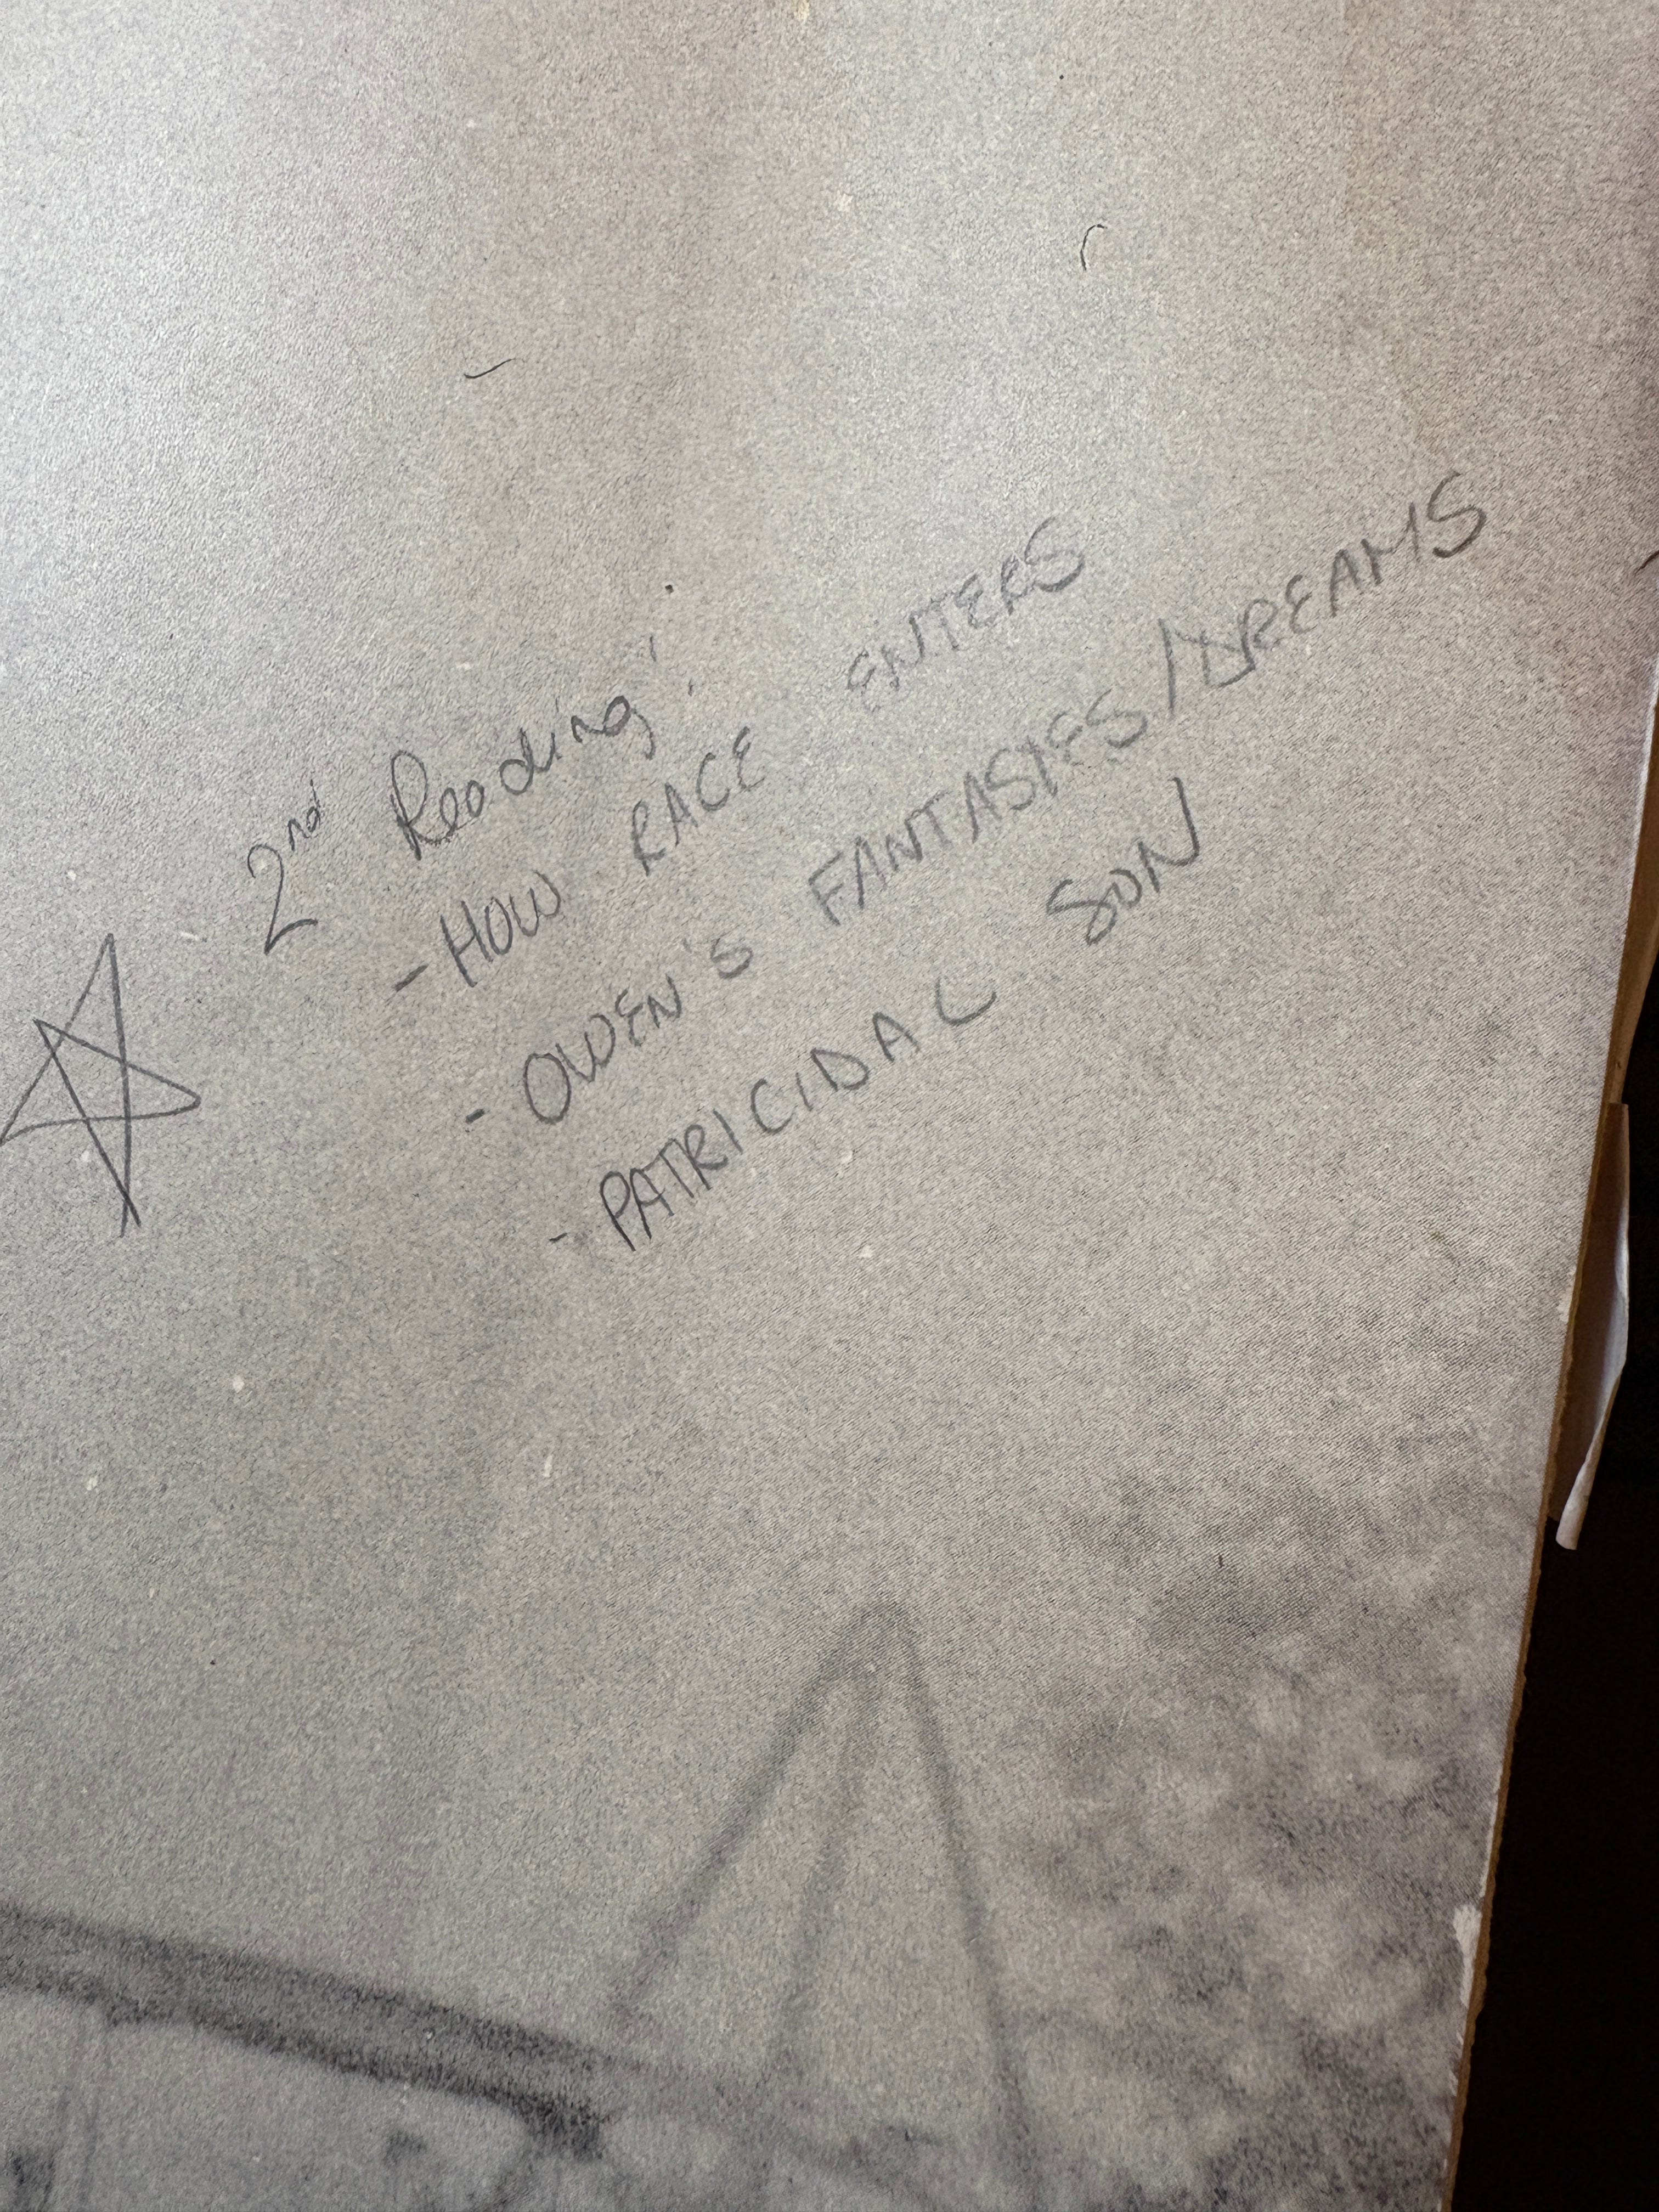 2nd Reading:
- HOW RACE ENTERS
- OWEN'S FANTASIES/DREAMS
- PATRICIDAL SON